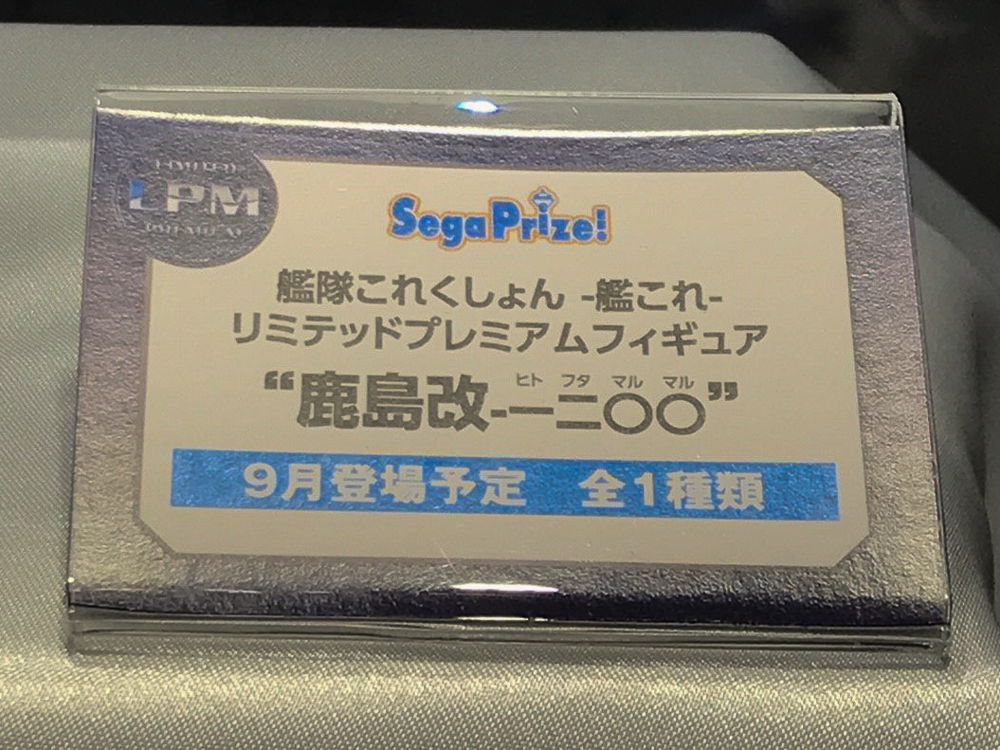 LPM
SegaPrize!
艦隊これくしょん -艦これ-
リミテッドプレミアムフィギュア
ヒト フタ マル マル
“鹿島改-一二〇〇”
9月登場予定 全1種類